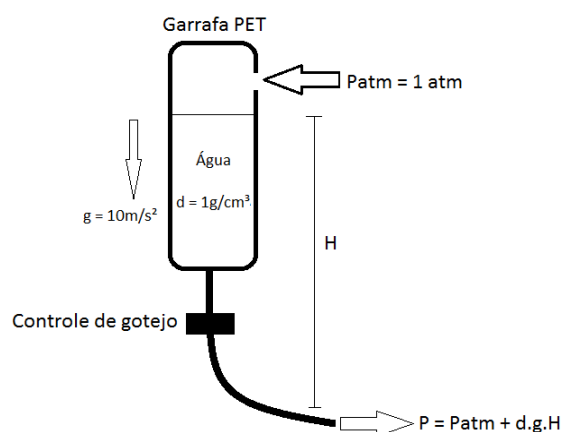 Garrafa PET
Patm = 1 atm
Água
d = 1g/cm³
g = 10m/s²
H
Controle de gotejo
P = Patm + d.g.H